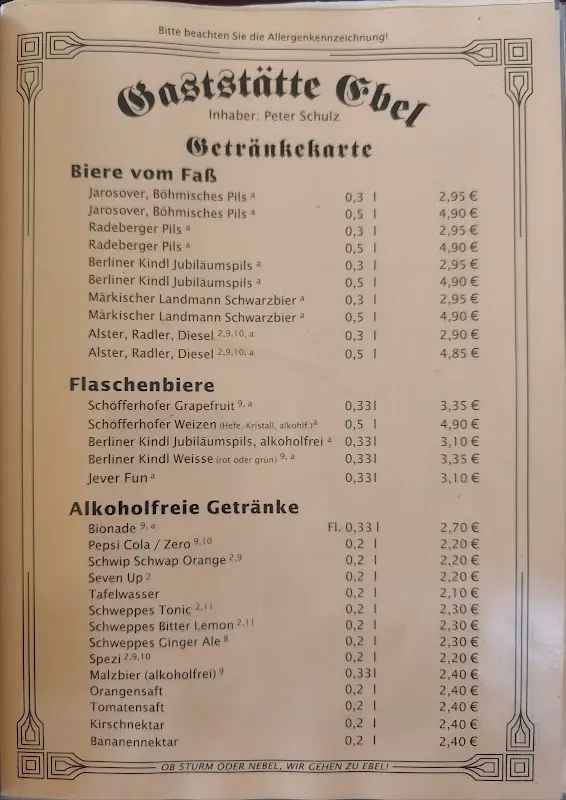 Bitte beachten Sie die Allergenkennzeichnung!
Gaststätte Ebel
Inhaber: Peter Schulz
Getränkekarte
Biere vom Faß
Jarosover, Böhmisches Pils a 0,3 l 2,95 €
Jarosover, Böhmisches Pils a 0,5 l 4,90 €
Radeberger Pils a 0,3 l 2,95 €
Radeberger Pils a 0,5 l 4,90 €
Berliner Kindl Jubiläumspils a 0,3 l 2,95 €
Berliner Kindl Jubiläumspils a 0,5 l 4,90 €
Märkischer Landmann Schwarzbier a 0,3 l 2,95 €
Märkischer Landmann Schwarzbier a 0,5 l 4,90 €
Alster, Radler, Diesel 2,9,10, a 0,3 l 2,90 €
Alster, Radler, Diesel 2,9,10, a 0,5 l 4,85 €
Flaschenbiere
Schöfferhofer Grapefruit 9, a 0,33l 3,35 €
Schöfferhofer Weizen (Hefe, Kristall, alkohlf.) a 0,5 l 4,90 €
Berliner Kindl Jubiläumspils, alkoholfrei a 0,33l 3,10 €
Berliner Kindl Weisse (rot oder grün) 9, a 0,33l 3,35 €
Jever Fun a 0,33l 3,10 €
Alkoholfreie Getränke
Bionade 9, a Fl. 0,33 l 2,70 €
Pepsi Cola / Zero 9,10 0,2 l 2,20 €
Schwip Schwap Orange 2,9 0,2 l 2,20 €
Seven Up 2 0,2 l 2,20 €
Tafelwasser 0,2 l 2,10 €
Schweppes Tonic 2,11 0,2 l 2,30 €
Schweppes Bitter Lemon 2,11 0,2 l 2,30 €
Schweppes Ginger Ale 8 0,2 l 2,30 €
Spezi 2,9,10 0,2 l 2,20 €
Malzbier (alkoholfrei) 9 0,33l 2,40 €
Orangensaft 0,2 l 2,40 €
Tomatensaft 0,2 l 2,40 €
Kirschnektar 0,2 l 2,40 €
Bananennektar 0,2 l 2,40 €
OB STURM ODER NEBEL, WIR GEHEN ZU EBEL!